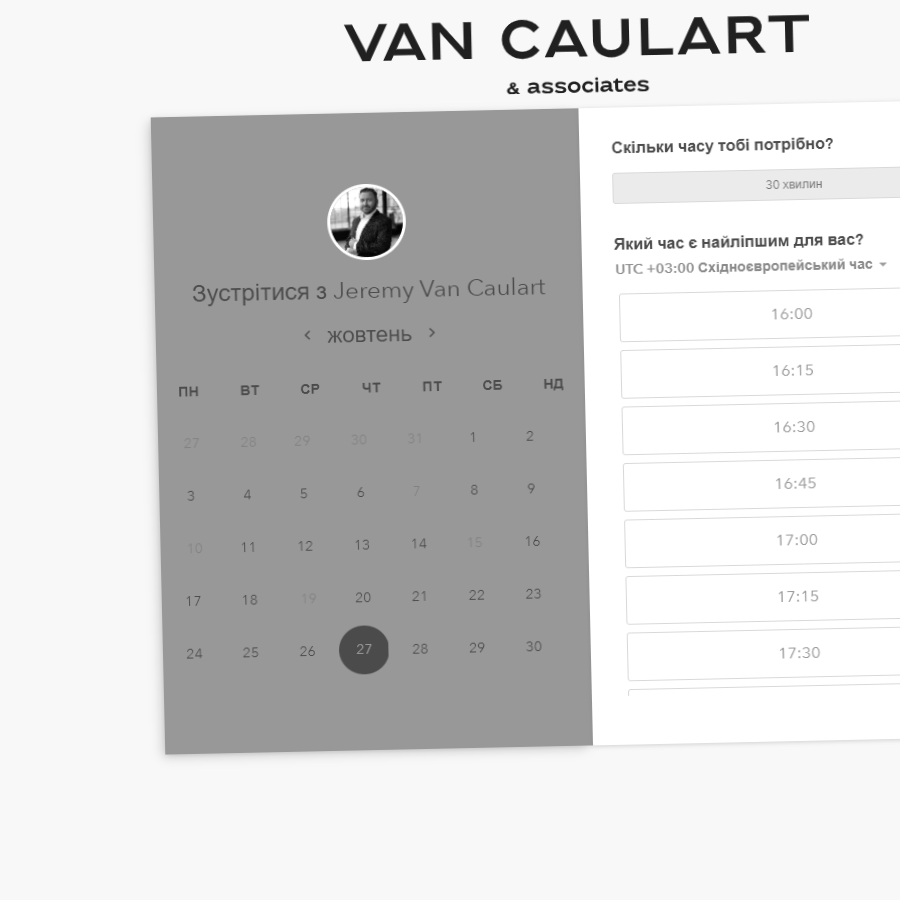 VAN CAULART
& associates
Зустрітися з Jeremy Van Caulart
жовтень
ПН ВТ СР ЧТ ПТ СБ НД
27 28 29 30 31 1 2
3 4 5 6 7 8 9
10 11 12 13 14 15 16
17 18 19 20 21 22 23
24 25 26 27 28 29 30
Скільки часу тобі потрібно?
30 хвилин
Який час є найліпшим для вас?
UTC +03:00 Східноєвропейський час
16:00
16:15
16:30
16:45
17:00
17:15
17:30